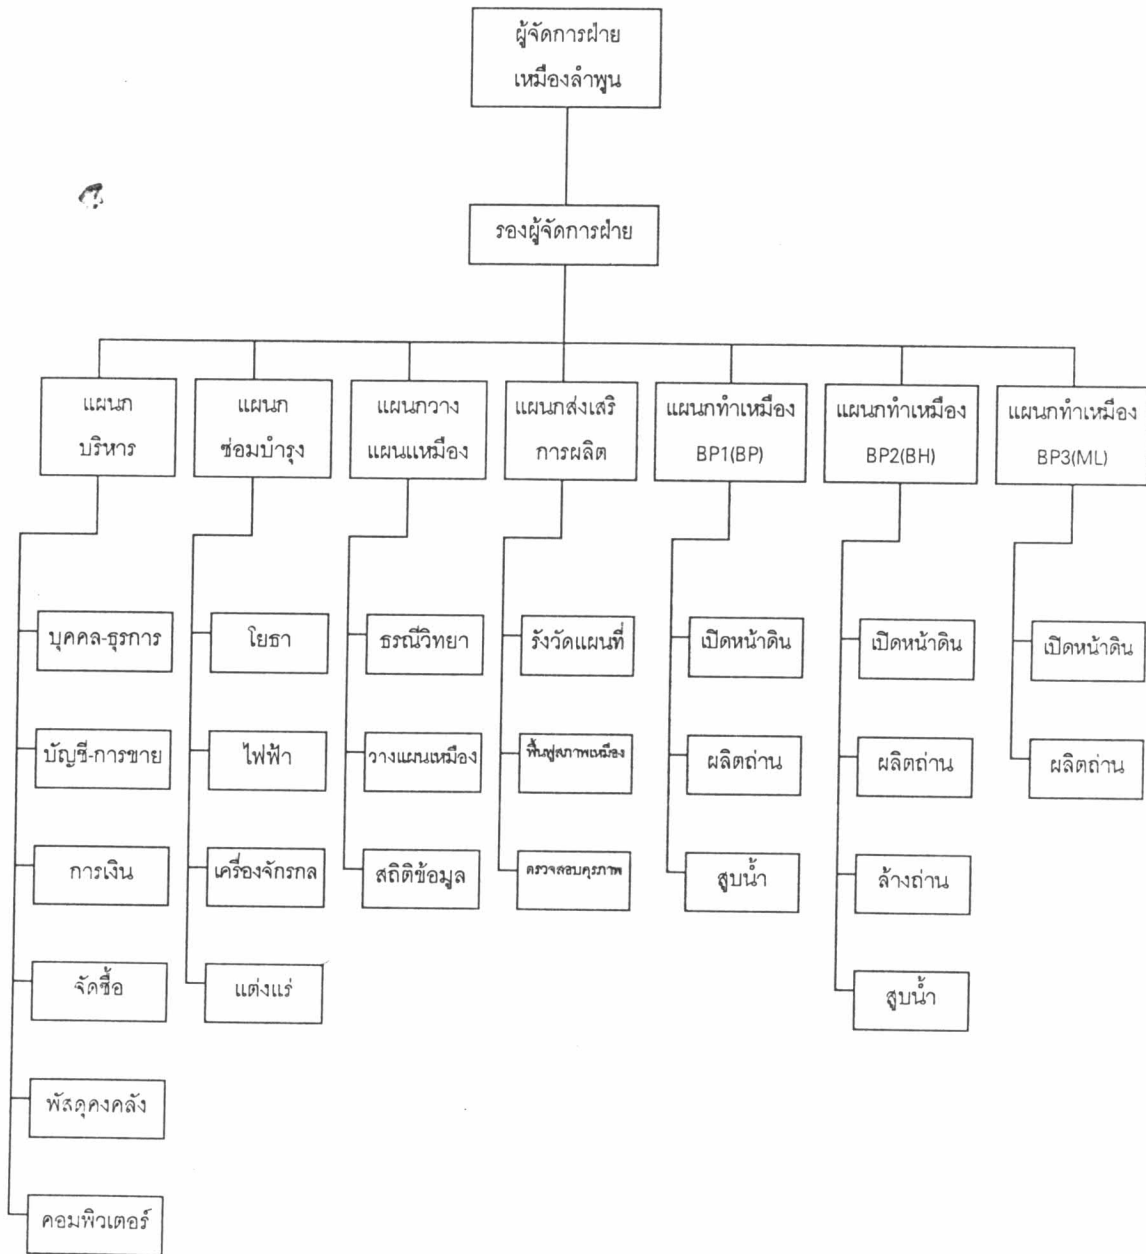 ผู้จัดการฝ่าย
เหมืองลำพูน
รองผู้จัดการฝ่าย
แผนก
บริหาร
แผนก
ซ่อมบำรุง
แผนกวาง
แผนแหมือง
แผนกส่งเสริ
การผลิต
แผนกทำเหมือง
BP1(BP)
แผนกทำเหมือง
BP2(BH)
แผนกทำเหมือง
BP3(ML)
บุคคล-ธุรการ
โยธา
ธรณีวิทยา
รังวัดแผนที่
เปิดหน้าดิน
เปิดหน้าดิน
เปิดหน้าดิน
บัญชี-การขาย
ไฟฟ้า
วางแผนเหมือง
พื้นฟูสภาพเหมือง
ผลิตถ่าน
ผลิตถ่าน
ผลิตถ่าน
การเงิน
เครื่องจักรกล
สถิติข้อมูล
ตรวจสอบคุรภาพ
สูบน้ำ
ล้างถ่าน
จัดซื้อ
แต่งแร่
สูบน้ำ
พัสดุคงคลัง
คอมพิวเตอร์